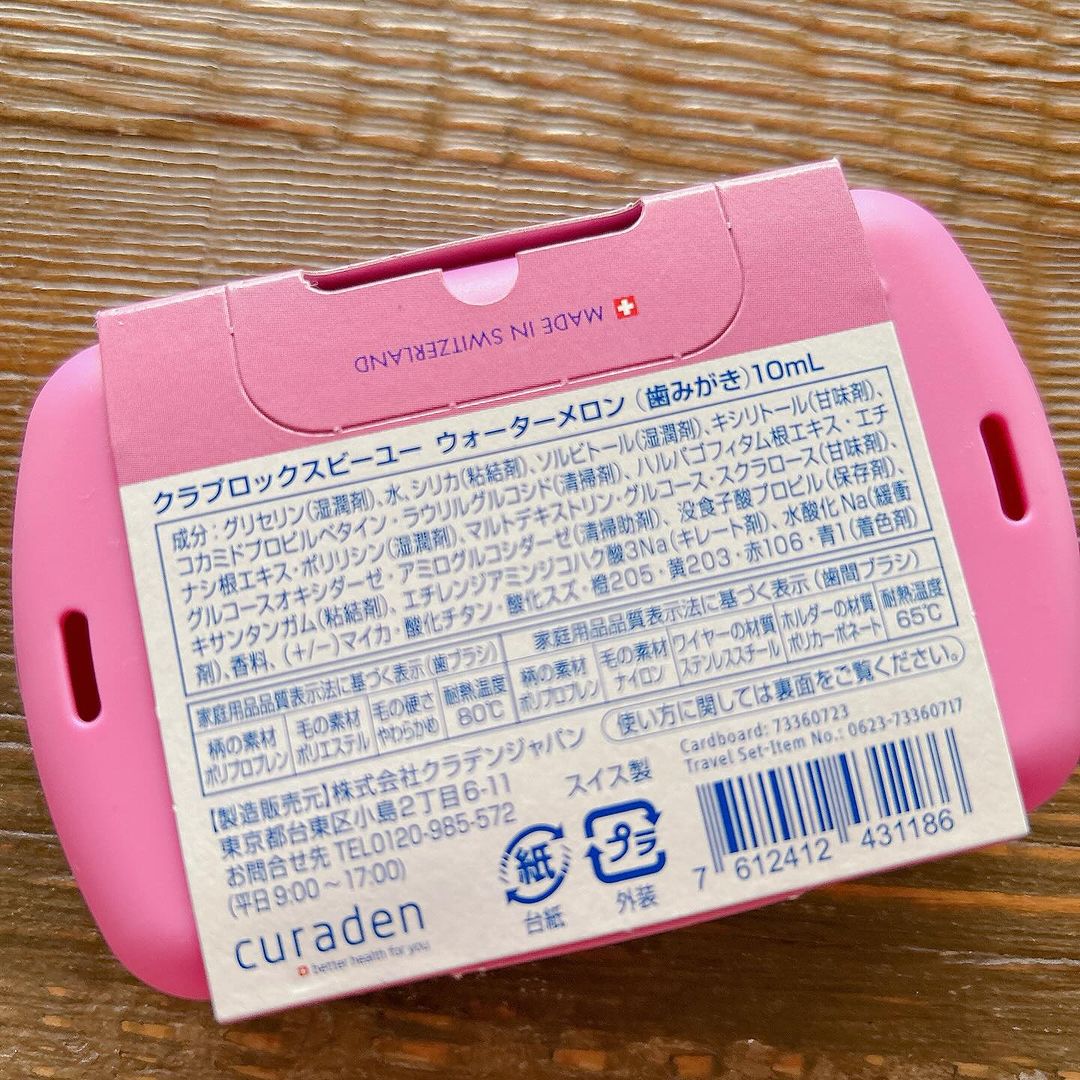 MADE IN SWITZERLAND
クラプロックスビーユー ウォーターメロン（歯みがき）10mL
成分：グリセリン（湿潤剤）、水、シリカ（粘結剤）、ソルビトール（湿潤剤）、キシリトール（甘味剤）、
コカミドプロピルベタイン・ラウリルグルコシド（清掃剤）、ハルパゴフィタム根エキス・エチ
ナシ根エキス・ポリリシン（湿潤剤）、マルトデキストリン・グルコース・スクラロース（甘味剤）、
グルコースオキシダーゼ・アミログルコシダーゼ（清掃助剤）、没食子酸プロピル（保存剤）、
キサンタンガム（粘結剤）、エチレンジアミンジコハク酸3Na（キレート剤）、水酸化Na（緩衝
剤）、香料、（+/−）マイカ・酸化チタン・酸化スズ・橙205・黄203・赤106・青1（着色剤）
家庭用品品質表示法に基づく表示（歯ブラシ）
柄の素材 毛の素材 毛の硬さ 耐熱温度
ポリプロプレン ポリエステル やわらかめ 80℃
家庭用品品質表示法に基づく表示（歯間ブラシ）
柄の素材 毛の素材 ワイヤーの材質 ホルダーの材質 耐熱温度
ポリプロプレン ナイロン ステンレススチール ポリカーボネート 65℃
使い方に関しては裏面をご覧ください。
【製造販売元】株式会社クラデンジャパン
東京都台東区小島2丁目6-11
お問合せ先 TEL0120-985-572
（平日9:00～17:00）
curaden
better health for you
スイス製
紙
台紙
プラ
外装
Cardboard: 73360723
Travel Set-Item No.: 0623-73360717
7 612412 431186